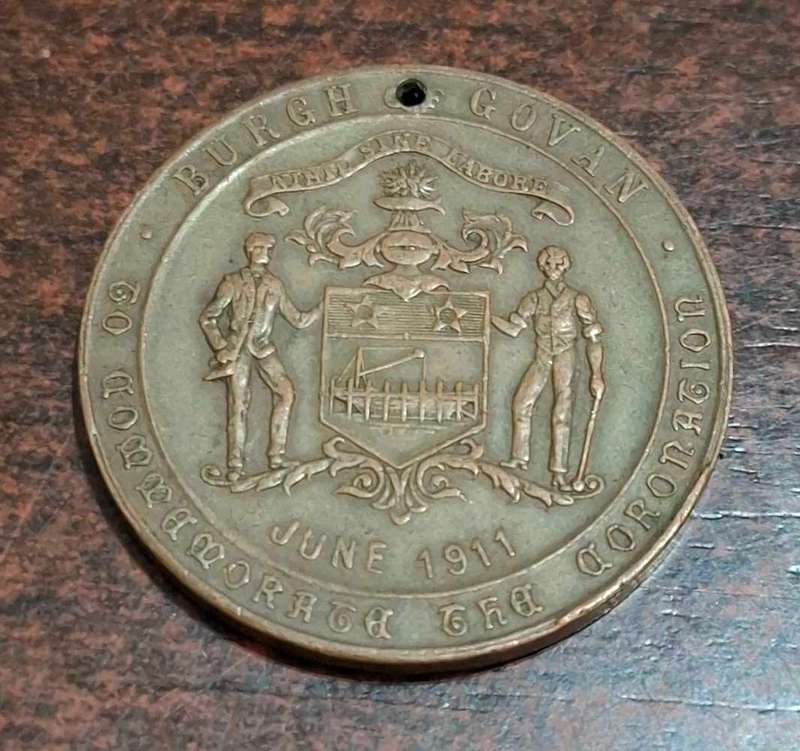 BURGH OF GOVAN
NIHIL SINE LABORE
JUNE 1911
TO COMMEMORATE THE CORONATION